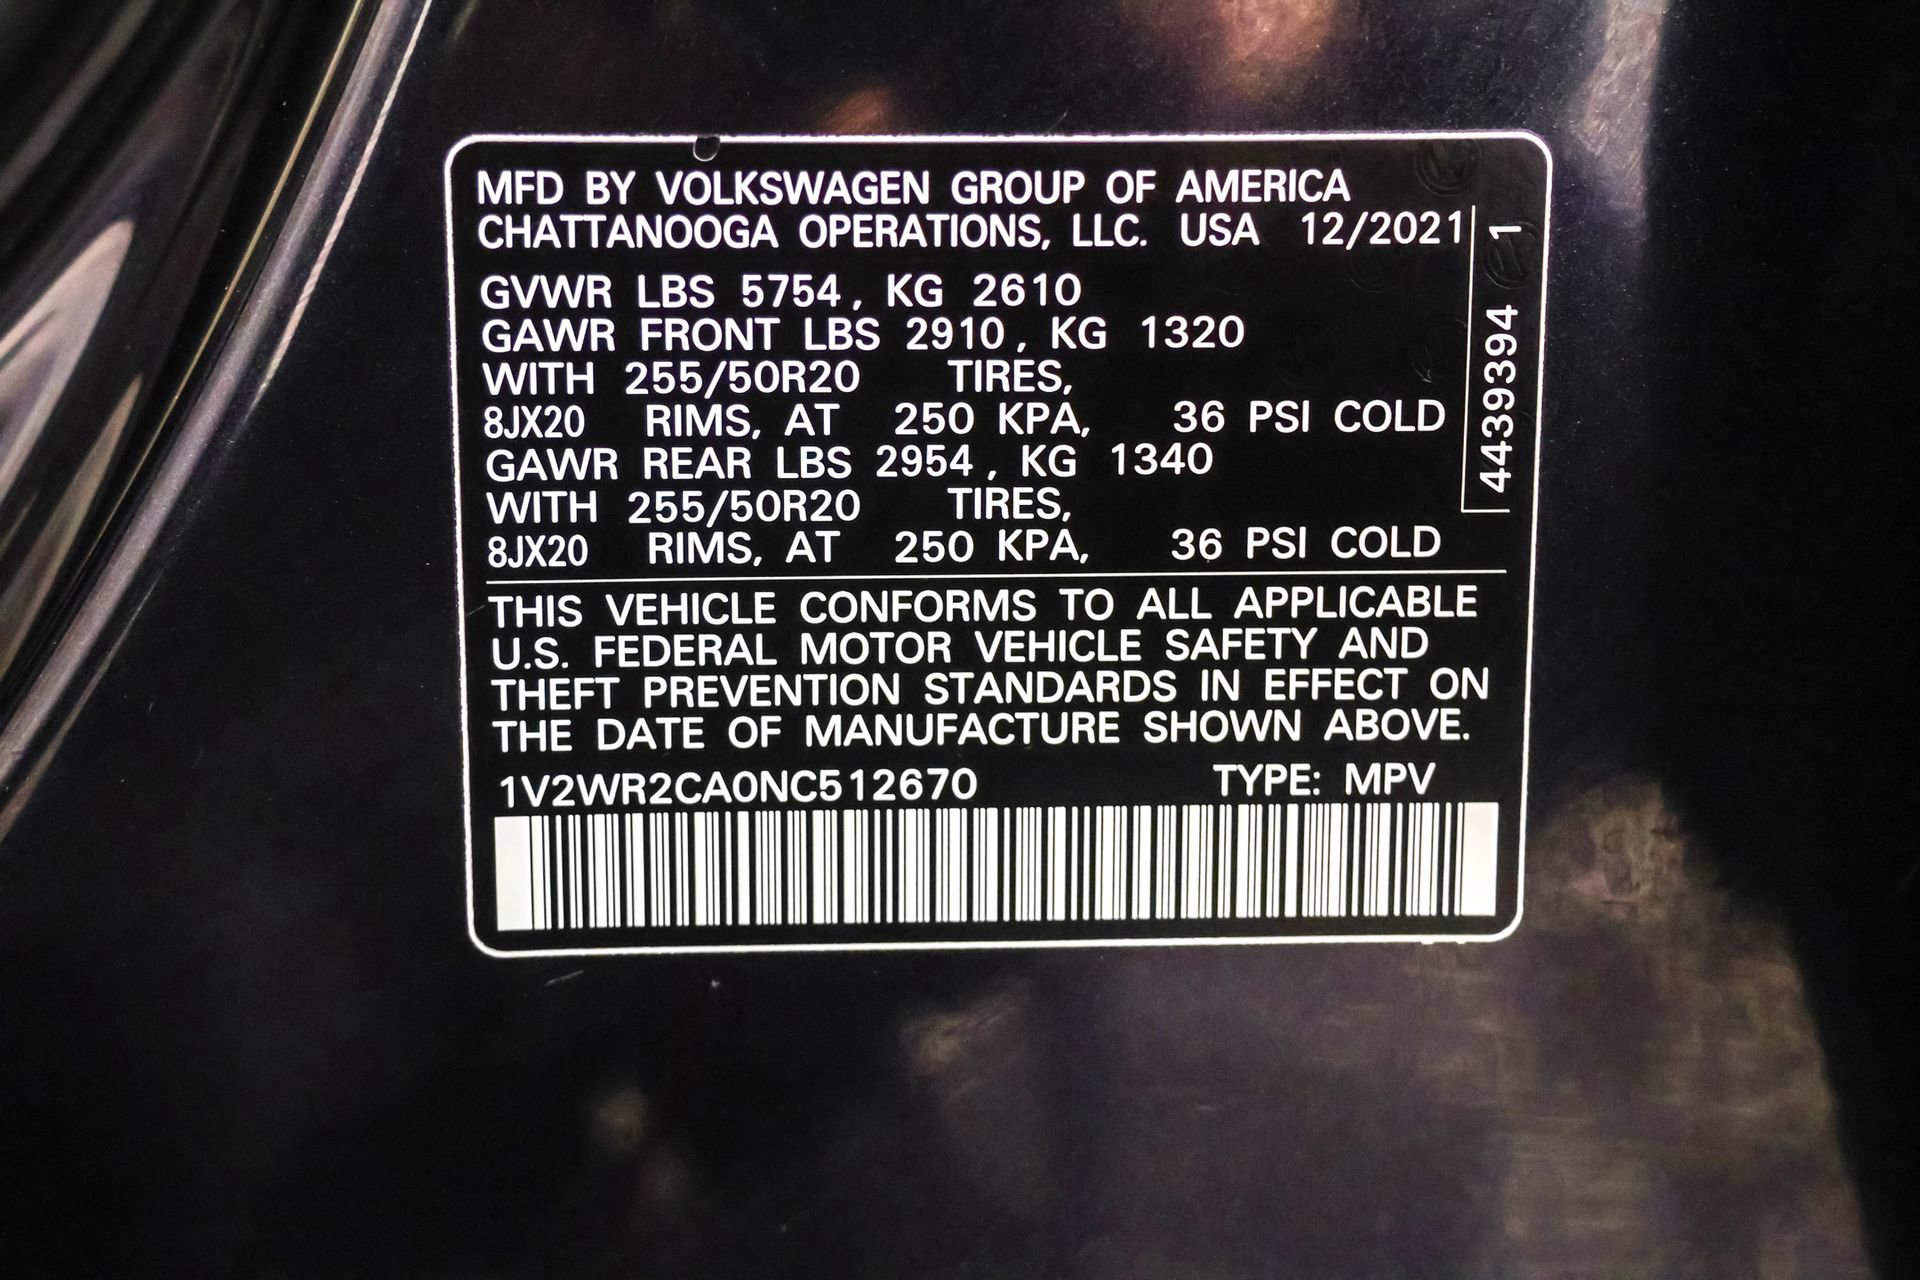 MFD BY VOLKSWAGEN GROUP OF AMERICA
CHATTANOOGA OPERATIONS, LLC. USA 12/2021
GVWR LBS 5754, KG 2610
GAWR FRONT LBS 2910, KG 1320
WITH 255/50R20 TIRES,
8JX20 RIMS, AT 250 KPA, 36 PSI COLD
GAWR REAR LBS 2954, KG 1340
WITH 255/50R20 TIRES,
8JX20 RIMS, AT 250 KPA, 36 PSI COLD
4439394 1
THIS VEHICLE CONFORMS TO ALL APPLICABLE
U.S. FEDERAL MOTOR VEHICLE SAFETY AND
THEFT PREVENTION STANDARDS IN EFFECT ON
THE DATE OF MANUFACTURE SHOWN ABOVE.
1V2WR2CA0NC512670 TYPE: MPV